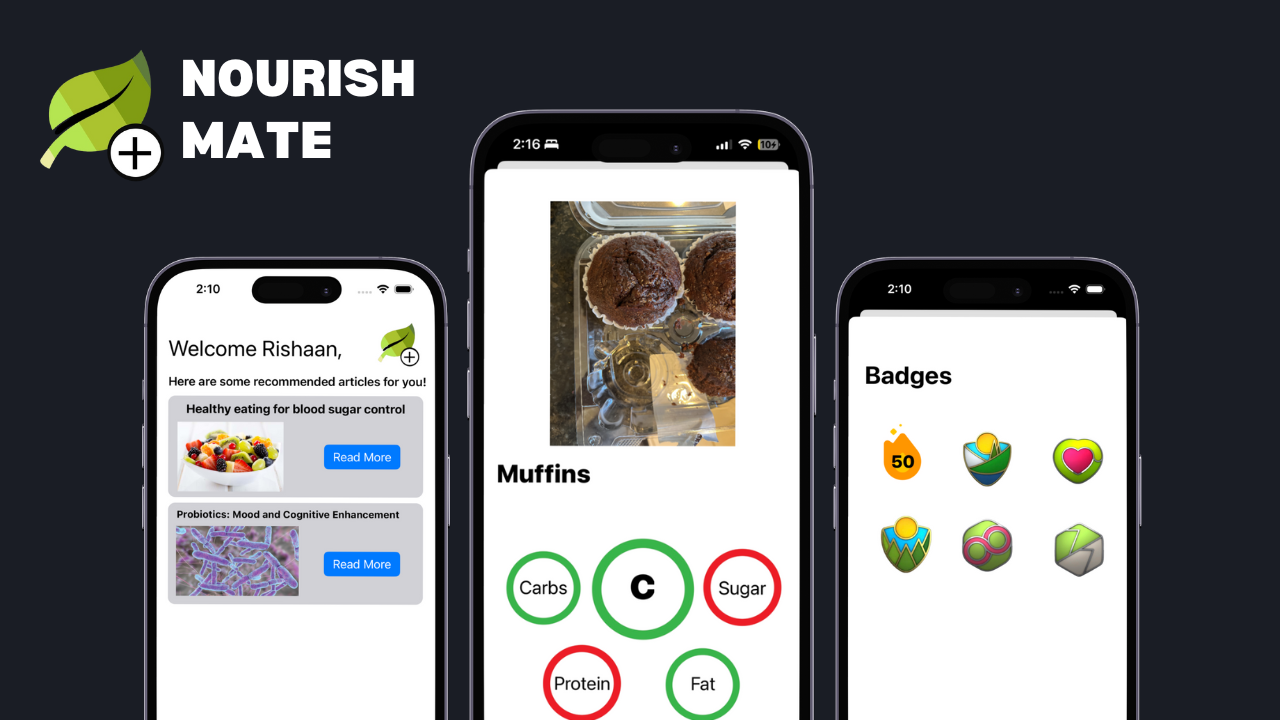 NOURISH
MATE
2:10
Welcome Rishaan,
Here are some recommended articles for you!
Healthy eating for blood sugar control
Read More
Probiotics: Mood and Cognitive Enhancement
Read More
2:16
10+
Muffins
Carbs
C
Sugar
Protein
Fat
2:10
Badges
50